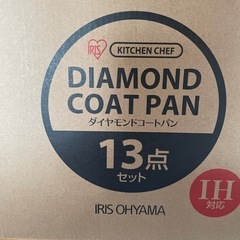 IRIS
KITCHEN CHEF
DIAMOND
COAT PAN
ダイヤモンドコートパン
13点
セット
IH
対応
IRIS OHYAMA